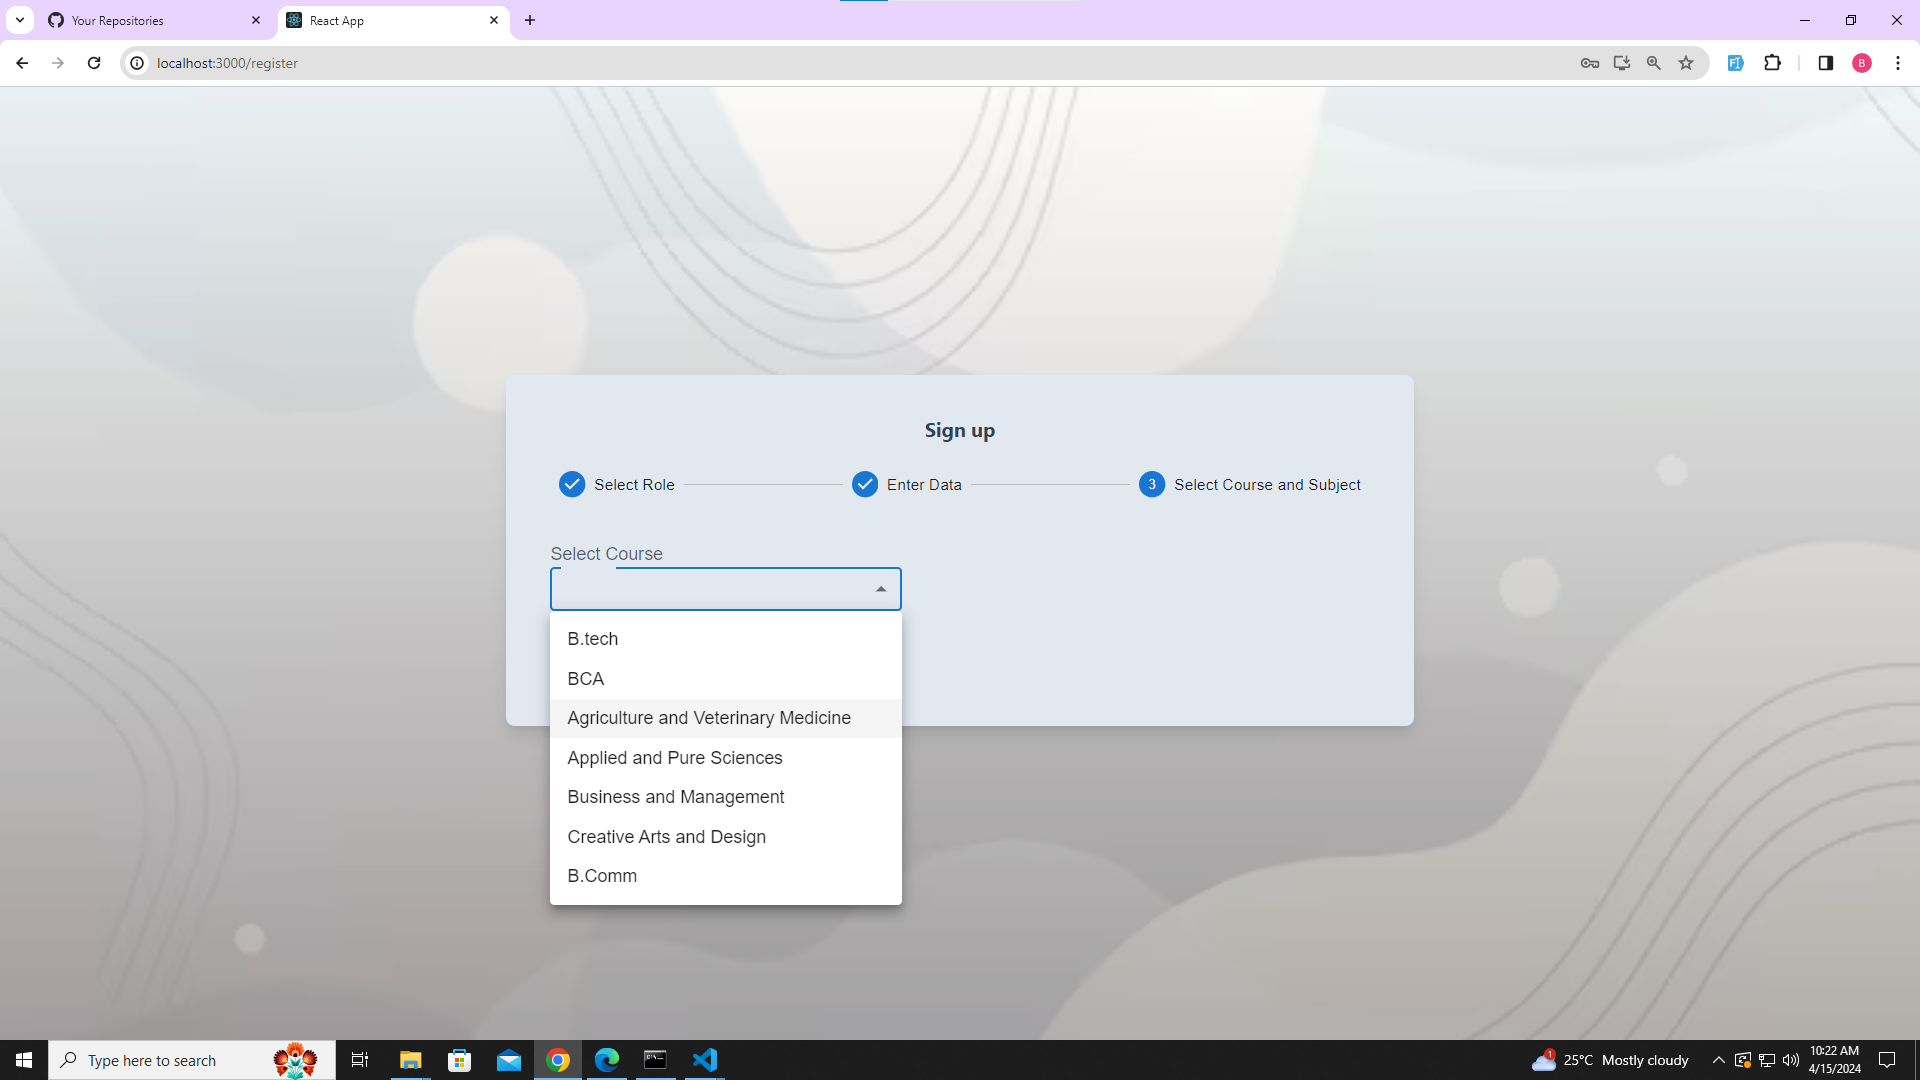 Your Repositories
React App
localhost:3000/register
B
Sign up
Select Role
Enter Data
3
Select Course and Subject
Select Course
B.tech
BCA
Agriculture and Veterinary Medicine
Applied and Pure Sciences
Business and Management
Creative Arts and Design
B.Comm
Type here to search
1
25°C Mostly cloudy
10:22 AM
4/15/2024